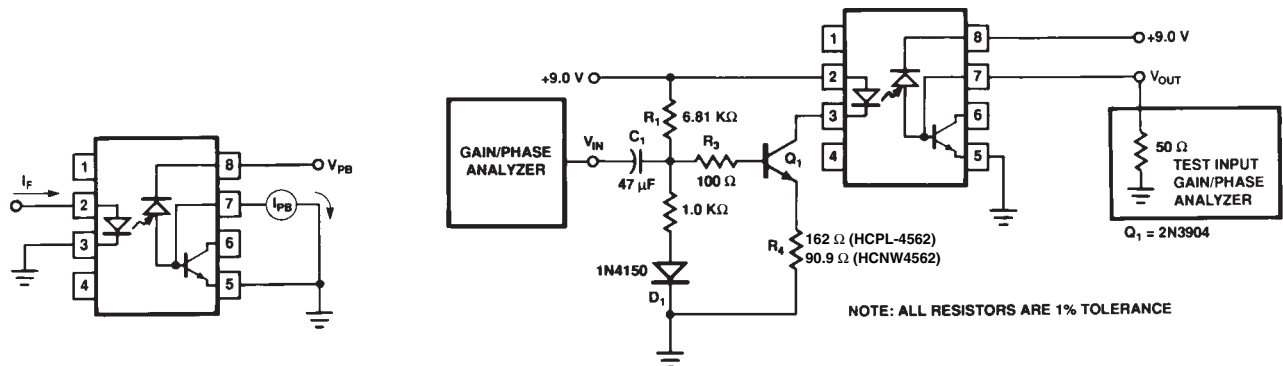 1
2
3
4
8
7
6
5
I_F
V_PB
I_PB
GAIN/PHASE
ANALYZER
V_IN
C_1
47 μF
+9.0 V
R_1
6.81 KΩ
R_3
100 Ω
1.0 KΩ
1N4150
D_1
Q_1
R_4
162 Ω (HCPL-4562)
90.9 Ω (HCNW4562)
1
2
3
4
8
7
6
5
+9.0 V
V_OUT
50 Ω
TEST INPUT
GAIN/PHASE
ANALYZER
Q_1 = 2N3904
NOTE: ALL RESISTORS ARE 1% TOLERANCE